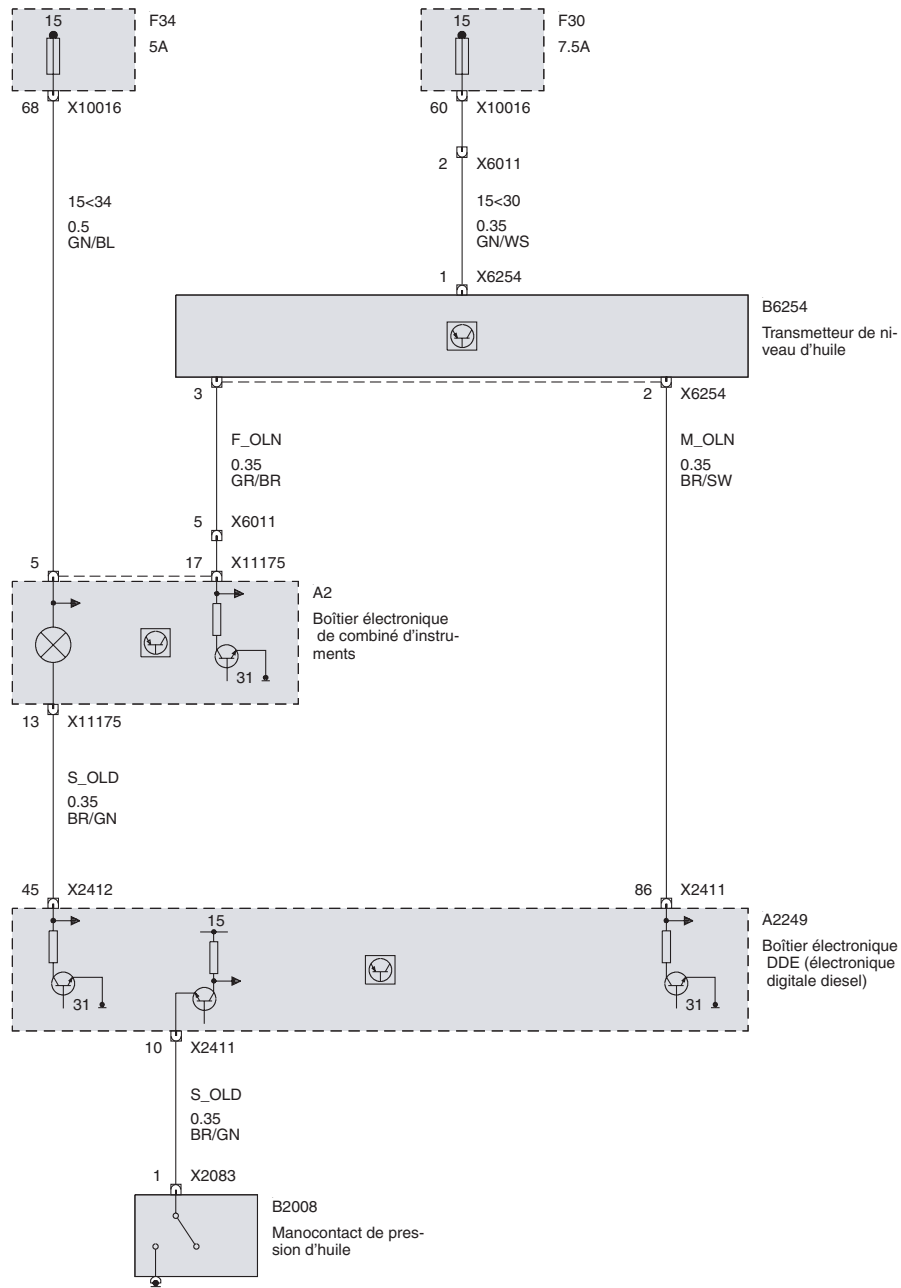 15
F34
5A
68 X10016
15
F30
7.5A
60 X10016
2 X6011
15<34
0.5
GN/BL
15<30
0.35
GN/WS
1 X6254
B6254
Transmetteur de ni-
veau d'huile
3
2 X6254
F_OLN
0.35
GR/BR
M_OLN
0.35
BR/SW
5 X6011
5
17 X11175
A2
Boîtier électronique
de combiné d'instru-
ments
31
13 X11175
S_OLD
0.35
BR/GN
45 X2412
86 X2411
A2249
Boîtier électronique
DDE (électronique
digitale diesel)
15
31
31
10 X2411
S_OLD
0.35
BR/GN
1 X2083
B2008
Manocontact de pres-
sion d'huile